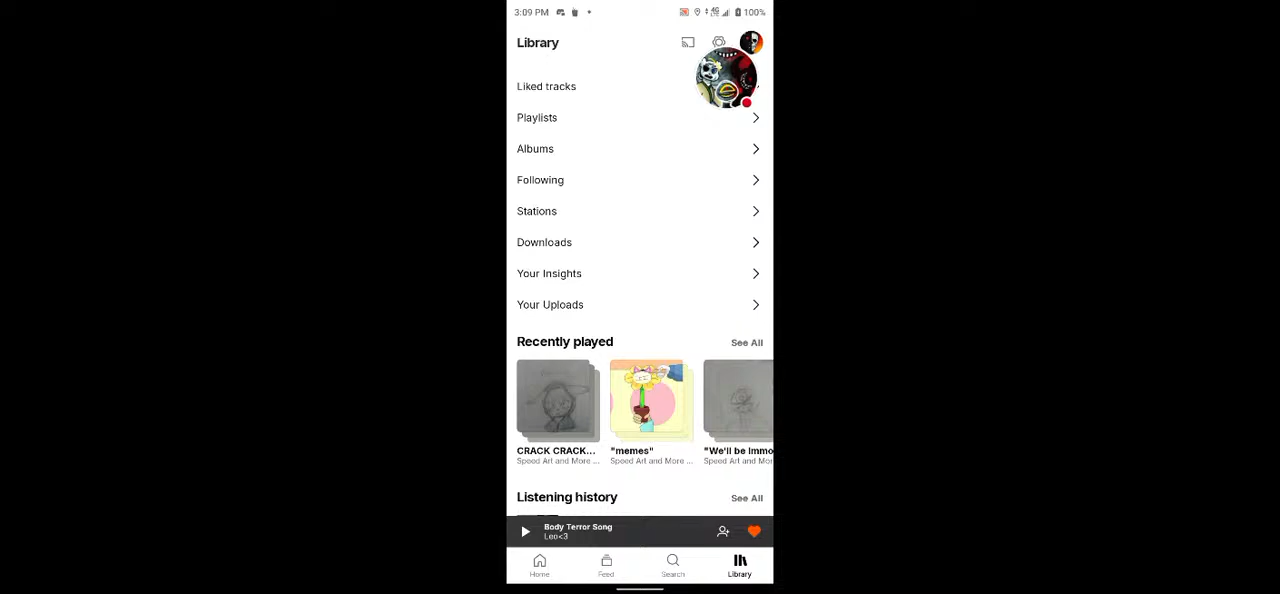 3:09 PM
100%
Library
Liked tracks
Playlists
Albums
Following
Stations
Downloads
Your Insights
Your Uploads
Recently played
See All
CRACK CRACK...
Speed Art and More ...
"memes"
Speed Art and More ...
"We'll be Immo
Speed Art and Mor
Listening history
See All
Body Terror Song
Leo<3
Home
Feed
Search
Library